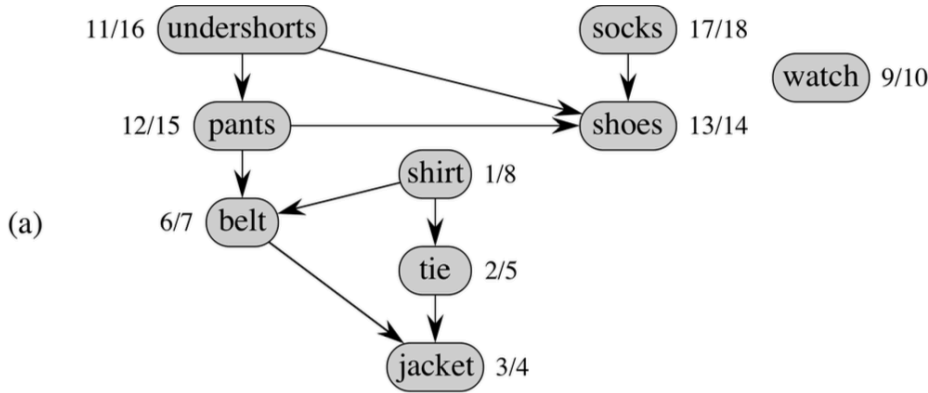 11/16 undershorts socks 17/18
watch 9/10
12/15 pants shoes 13/14
shirt 1/8
(a) 6/7 belt
tie 2/5
jacket 3/4